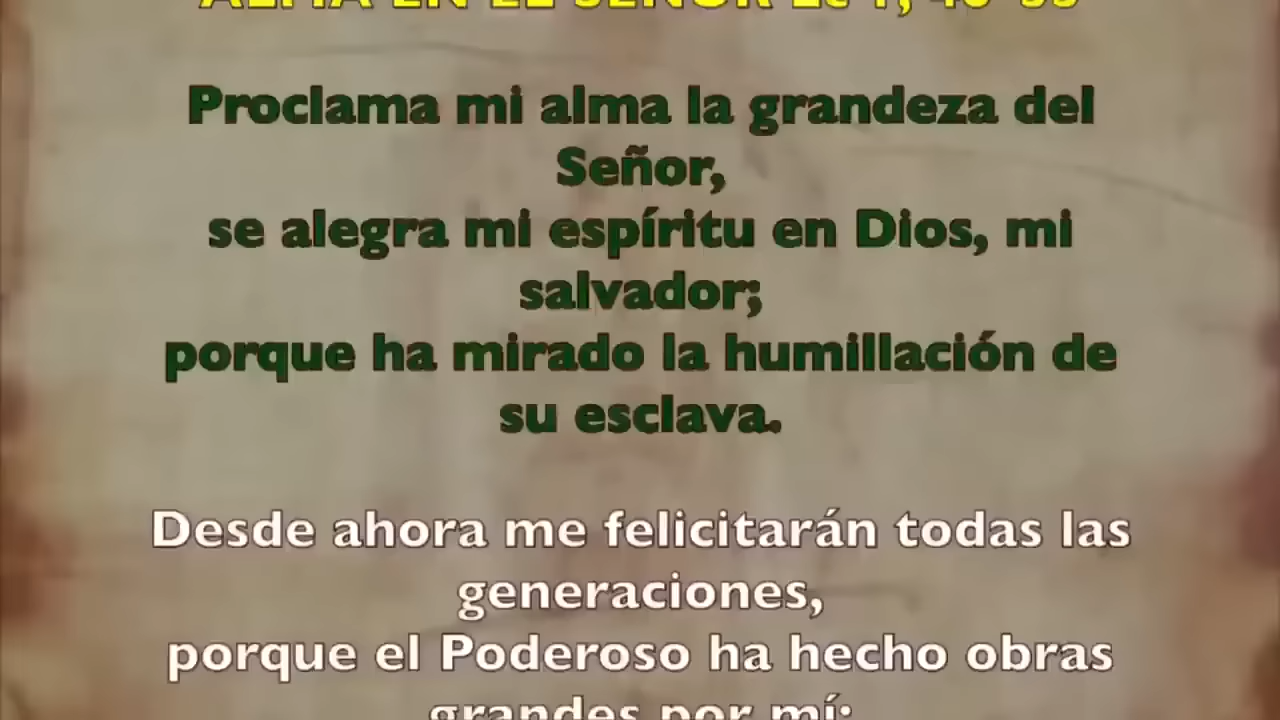 ALMA EN EL SEÑOR Lc 1, 46-55
Proclama mi alma la grandeza del
Señor,
se alegra mi espíritu en Dios, mi
salvador;
porque ha mirado la humillación de
su esclava.
Desde ahora me felicitarán todas las
generaciones,
porque el Poderoso ha hecho obras
grandes por mí: